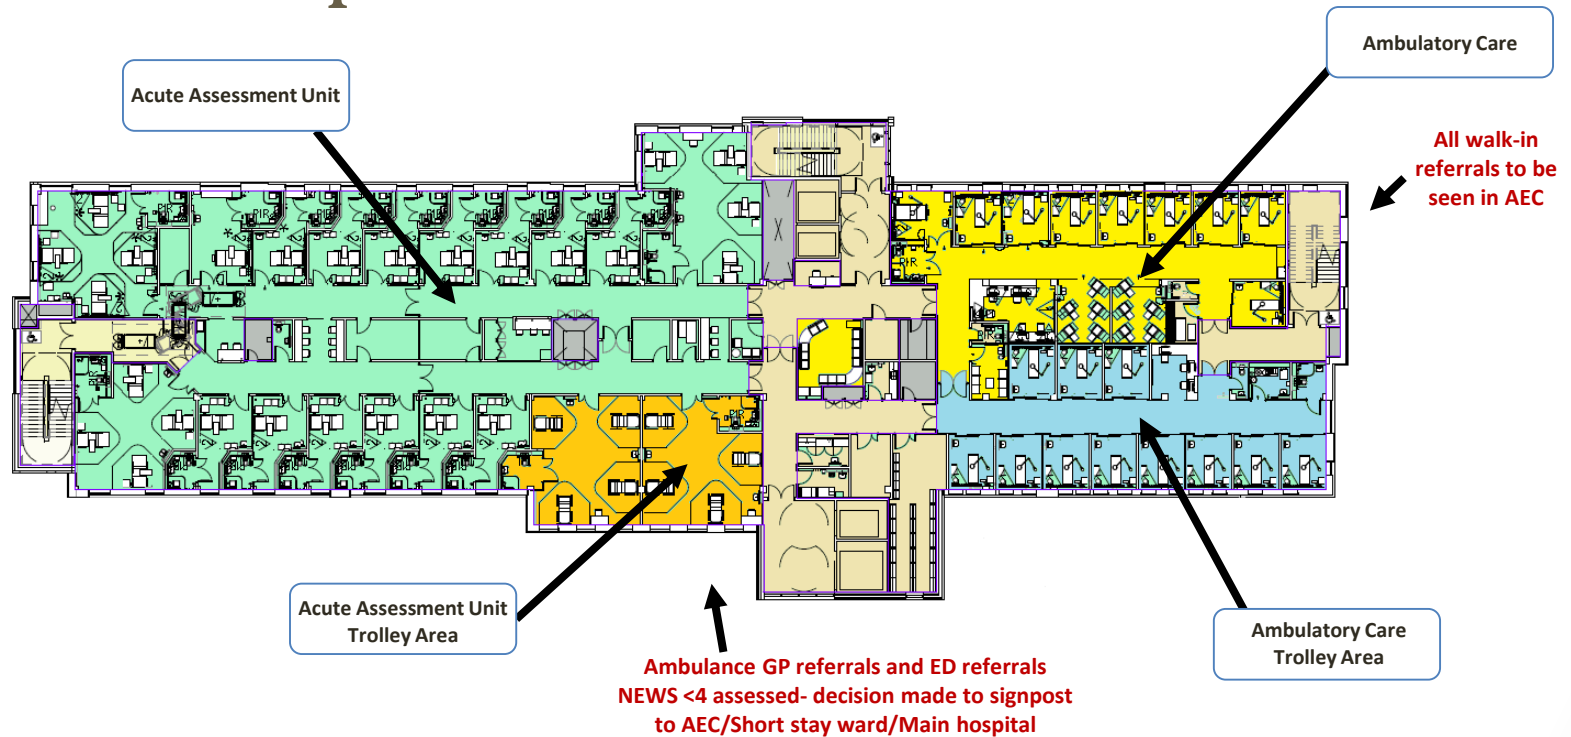 Ambulatory Care
Acute Assessment Unit
All walk-in
referrals to be
seen in AEC
Acute Assessment Unit
Trolley Area
Ambulatory Care
Trolley Area
Ambulance GP referrals and ED referrals
NEWS <4 assessed- decision made to signpost
to AEC/Short stay ward/Main hospital